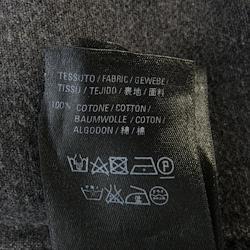 TESSUTO / FABRIC / GEWEBE /
TISSU / TEJIDO / 表地 / 面料
100% COTONE / COTTON /
BAUMWOLLE / COTON /
ALGODON / 綿 / 棉
P